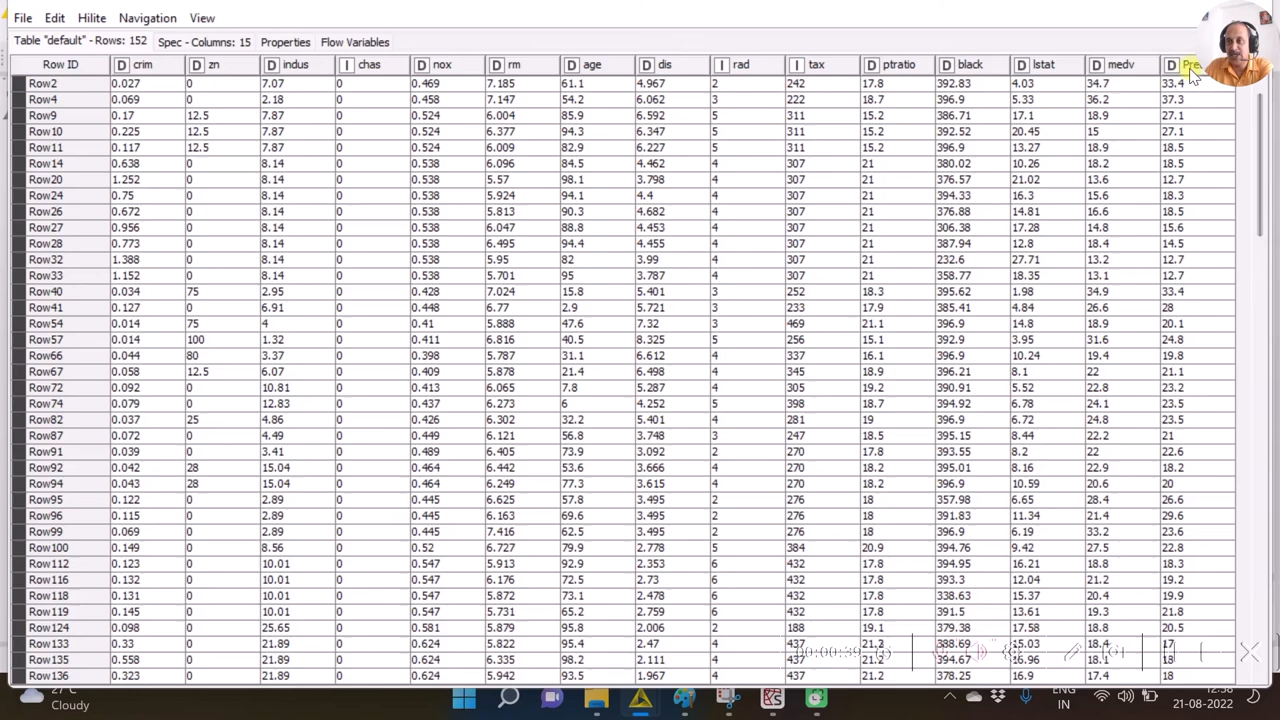 File Edit Hilite Navigation View
Table "default" - Rows: 152 Spec - Columns: 15 Properties Flow Variables
Row ID D crim D zn D indus I chas D nox D rm D age D dis I rad I tax D ptratio D black D lstat D medv D
Row2 0.027 0 7.07 0 0.469 7.185 61.1 4.967 2 242 17.8 392.83 4.03 34.7 33.4
Row4 0.069 0 2.18 0 0.458 7.147 54.2 6.062 3 222 18.7 396.9 5.33 36.2 37.3
Row9 0.17 12.5 7.87 0 0.524 6.004 85.9 6.592 5 311 15.2 386.71 17.1 18.9 27.1
Row10 0.225 12.5 7.87 0 0.524 6.377 94.3 6.347 5 311 15.2 392.52 20.45 15 27.1
Row11 0.117 12.5 7.87 0 0.524 6.009 82.9 6.227 5 311 15.2 396.9 13.27 18.9 18.5
Row14 0.638 0 8.14 0 0.538 6.096 84.5 4.462 4 307 21 380.02 10.26 18.2 18.5
Row20 1.252 0 8.14 0 0.538 5.57 98.1 3.798 4 307 21 376.57 21.02 13.6 12.7
Row24 0.75 0 8.14 0 0.538 5.924 94.1 4.4 4 307 21 394.33 16.3 15.6 18.3
Row26 0.672 0 8.14 0 0.538 5.813 90.3 4.682 4 307 21 376.88 14.81 16.6 18.5
Row27 0.956 0 8.14 0 0.538 6.047 88.8 4.453 4 307 21 306.38 17.28 14.8 15.6
Row28 0.773 0 8.14 0 0.538 6.495 94.4 4.455 4 307 21 387.94 12.8 18.4 14.5
Row32 1.388 0 8.14 0 0.538 5.95 82 3.99 4 307 21 232.6 27.71 13.2 12.7
Row33 1.152 0 8.14 0 0.538 5.701 95 3.787 4 307 21 358.77 18.35 13.1 12.7
Row40 0.034 75 2.95 0 0.428 7.024 15.8 5.401 3 252 18.3 395.62 1.98 34.9 33.4
Row41 0.127 0 6.91 0 0.448 6.77 2.9 5.721 3 233 17.9 385.41 4.84 26.6 28
Row54 0.014 75 4 0 0.41 5.888 47.6 7.32 3 469 21.1 396.9 14.8 18.9 20.1
Row57 0.014 100 1.32 0 0.411 6.816 40.5 8.325 5 256 15.1 392.9 3.95 31.6 24.8
Row66 0.044 80 3.37 0 0.398 5.787 31.1 6.612 4 337 16.1 396.9 10.24 19.4 19.8
Row67 0.058 12.5 6.07 0 0.409 5.878 21.4 6.498 4 345 18.9 396.21 8.1 22 21.1
Row72 0.092 0 10.81 0 0.413 6.065 7.8 5.287 4 305 19.2 390.91 5.52 22.8 23.2
Row74 0.079 0 12.83 0 0.437 6.273 6 4.252 5 398 18.7 394.92 6.78 24.1 23.5
Row82 0.037 25 4.86 0 0.426 6.302 32.2 5.401 4 281 19 396.9 6.72 24.8 23.5
Row87 0.072 0 4.49 0 0.449 6.121 56.8 3.748 3 247 18.5 395.15 8.44 22.2 21
Row91 0.039 0 3.41 0 0.489 6.405 73.9 3.092 2 270 17.8 393.55 8.2 22 22.6
Row92 0.042 28 15.04 0 0.464 6.442 53.6 3.666 4 270 18.2 395.01 8.16 22.9 18.2
Row94 0.043 28 15.04 0 0.464 6.249 77.3 3.615 4 270 18.2 396.9 10.59 20.6 20
Row95 0.122 0 2.89 0 0.445 6.625 57.8 3.495 2 276 18 357.98 6.65 28.4 26.6
Row96 0.115 0 2.89 0 0.445 6.163 69.6 3.495 2 276 18 391.83 11.34 21.4 29.6
Row99 0.069 0 2.89 0 0.445 7.416 62.5 3.495 2 276 18 396.9 6.19 33.2 23.6
Row100 0.149 0 8.56 0 0.52 6.727 79.9 2.778 5 384 20.9 394.76 9.42 27.5 22.8
Row112 0.123 0 10.01 0 0.547 5.913 92.9 2.353 6 432 17.8 394.95 16.21 18.8 18.3
Row116 0.132 0 10.01 0 0.547 6.176 72.5 2.73 6 432 17.8 393.3 12.04 21.2 19.2
Row118 0.131 0 10.01 0 0.547 5.872 73.1 2.478 6 432 17.8 338.63 15.37 20.4 19.9
Row119 0.145 0 10.01 0 0.547 5.731 65.2 2.759 6 432 17.8 391.5 13.61 19.3 21.8
Row124 0.098 0 25.65 0 0.581 5.879 95.8 2.006 2 188 19.1 379.38 17.58 18.8 20.5
Row133 0.33 0 21.89 0 0.624 5.822 95.4 2.47 4 437 21.2 388.69 15.03 18.4 17
Row135 0.558 0 21.89 0 0.624 6.335 98.2 2.111 4 437 21.2 394.67 16.96 18.1 18
Row136 0.323 0 21.89 0 0.624 5.942 93.5 1.967 4 437 21.2 378.25 16.9 17.4 18
00:00:39
27°C
Cloudy
ENG
IN
12:38
21-08-2022